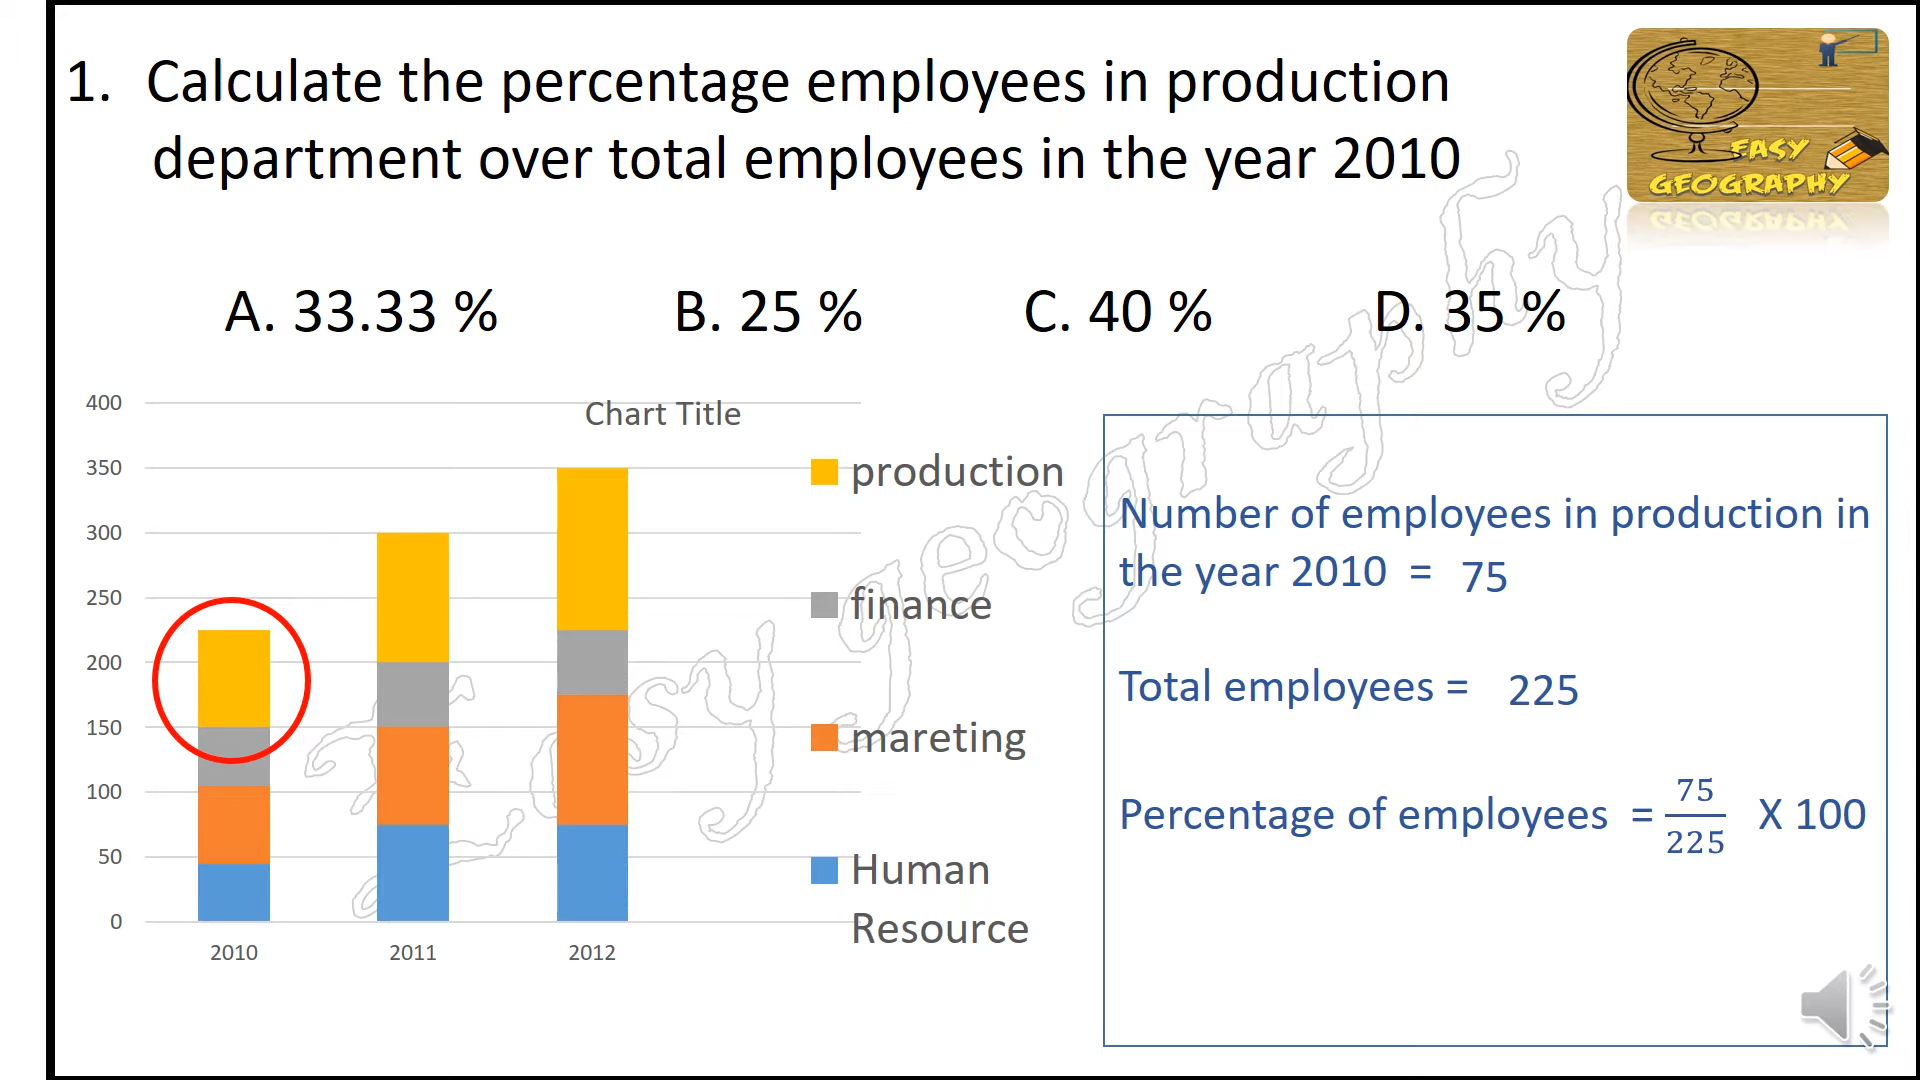 1. Calculate the percentage employees in production
department over total employees in the year 2010
EASY
GEOGRAPHY
A. 33.33 % B. 25 % C. 40 % D. 35 %
Chart Title
400
350
300
250
200
150
100
50
0
2010 2011 2012
production
finance
mareting
Human
Resource
Number of employees in production in
the year 2010 = 75
Total employees = 225
Percentage of employees = 75/225 X 100
Easy geography